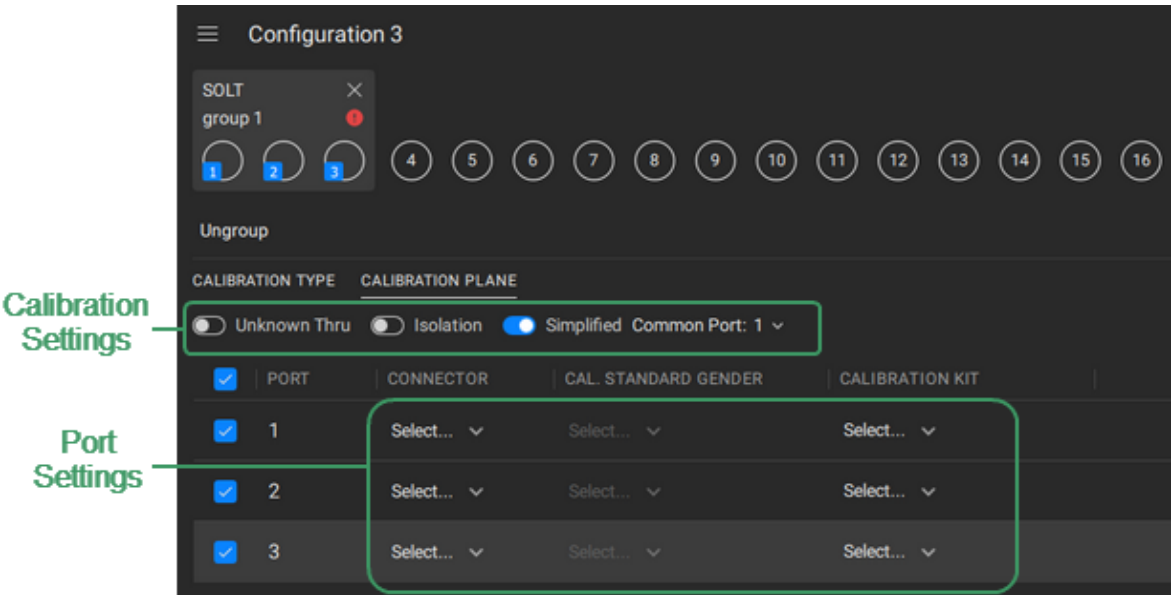 Configuration 3
SOLT
group 1
!
1 2 3 4 5 6 7 8 9 10 11 12 13 14 15 16
Ungroup
CALIBRATION TYPE CALIBRATION PLANE
Calibration
Settings
Unknown Thru Isolation Simplified Common Port: 1
PORT CONNECTOR CAL. STANDARD GENDER CALIBRATION KIT
1 Select... Select... Select...
Port
Settings
2 Select... Select... Select...
3 Select... Select... Select...